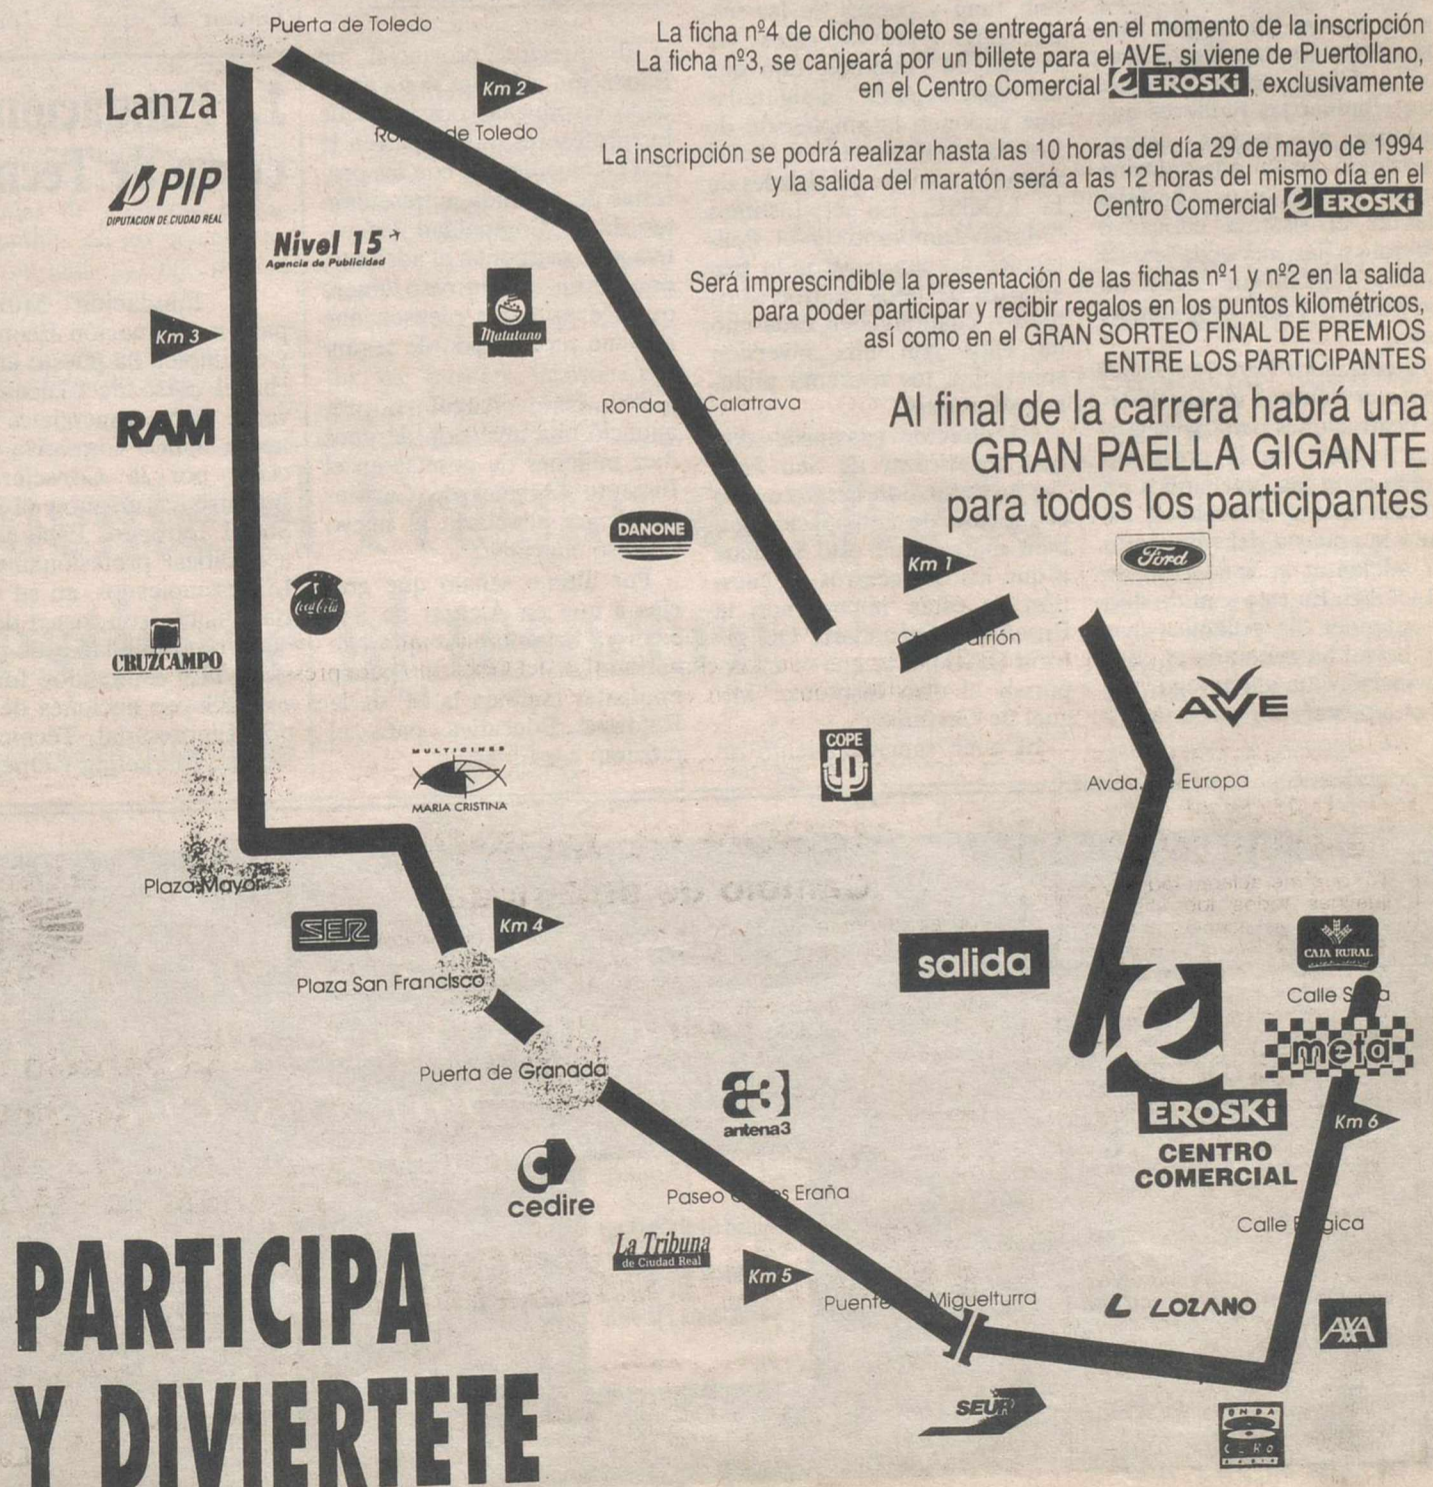 Puerta de Toledo
La ficha nº4 de dicho boleto se entregará en el momento de la inscripción
La ficha nº3, se canjeará por un billete para el AVE, si viene de Puertollano,
en el Centro Comercial e EROSKi, exclusivamente
La inscripción se podrá realizar hasta las 10 horas del día 29 de mayo de 1994
y la salida del maratón será a las 12 horas del mismo día en el
Centro Comercial e EROSKi
Será imprescindible la presentación de las fichas nº1 y nº2 en la salida
para poder participar y recibir regalos en los puntos kilométricos,
así como en el GRAN SORTEO FINAL DE PREMIOS
ENTRE LOS PARTICIPANTES
Al final de la carrera habrá una
GRAN PAELLA GIGANTE
para todos los participantes
Km 2
de Toledo
Lanza
PIP
DIPUTACION DE CIUDAD REAL
Nivel 15
Agencia de Publicidad
Matutano
Km 3
RAM
Ronda Calatrava
DANONE
Km 1
Ford
Coca-Cola
CRUZCAMPO
AVE
COPE
Avda. Europa
MULTICINES
MARIA CRISTINA
Plaza Mayor
SER
Km 4
Plaza San Francisco
salida
CAJA RURAL
Calle
meta
Puerta de Granada
a3
antena3
e
EROSKi
CENTRO
COMERCIAL
Km 6
cedire
Paseo Eraña
Calle
La Tribuna
de Ciudad Real
Km 5
Puente Miguelturra
L LOZANO
AXA
SEUR
ONDA
CERO
RADIO
PARTICIPA
Y DIVIERTETE